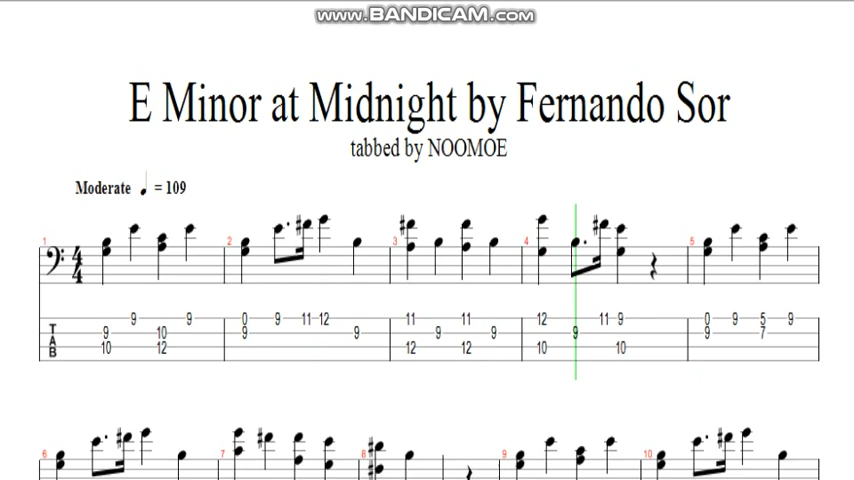 www.BANDICAM.com
E Minor at Midnight by Fernando Sor
tabbed by NOOMOE
Moderate ♩ = 109
1 2 3 4 5
4
4
9 9 0 9 11 12 11 11 12 11 9 0 9 5 9
T 9 10 9 9 9 9 9 9 7
A
B 10 12 12 12 10 10
6 7 8 9 10